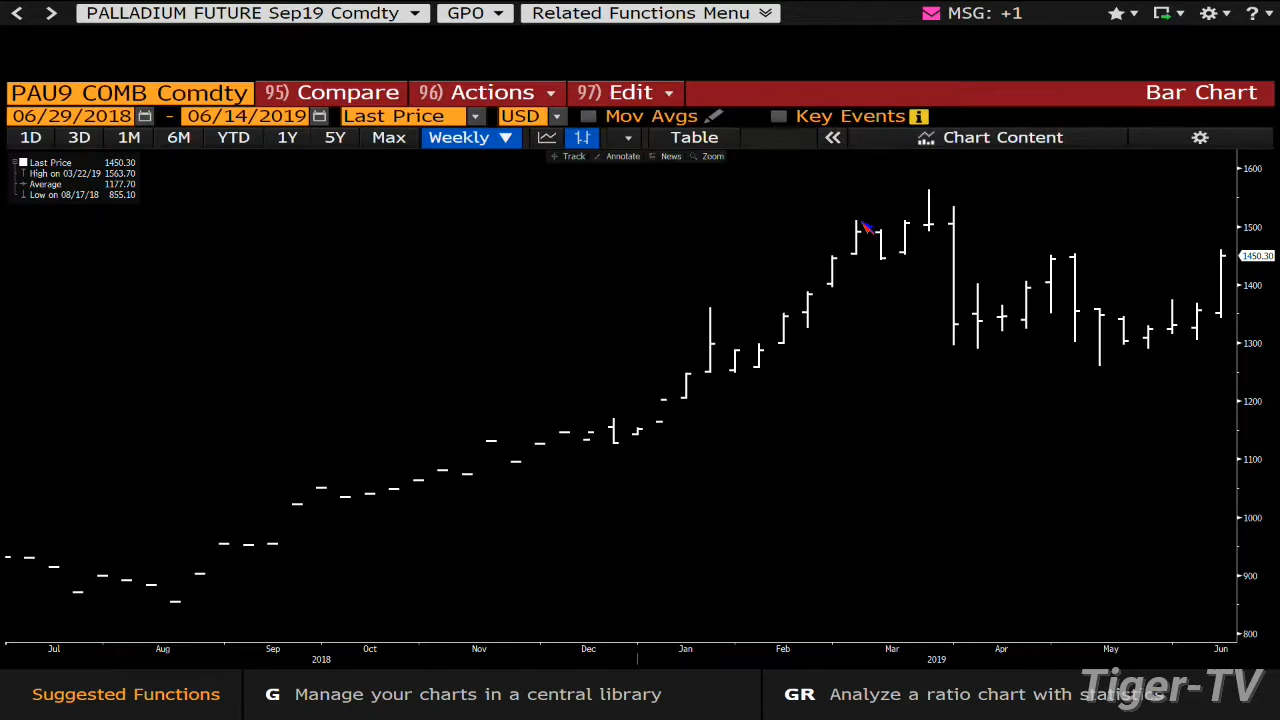 PALLADIUM FUTURE Sep19 Comdty GPO Related Functions Menu MSG: +1 ?
PAU9 COMB Comdty 95) Compare 96) Actions 97) Edit Bar Chart
06/29/2018 - 06/14/2019 Last Price USD Mov Avgs Key Events
1D 3D 1M 6M YTD 1Y 5Y Max Weekly ▼ Table « Chart Content
Track Annotate News Zoom
Last Price 1450.30
High on 03/22/19 1563.70
Average 1177.70
Low on 08/17/18 855.10
1600
1500
1450.30
1400
1300
1200
1100
1000
900
800
Jul Aug Sep Oct Nov Dec Jan Feb Mar Apr May Jun
2018 2019
Suggested Functions G Manage your charts in a central library GR Analyze a ratio chart with statistics
Tiger-TV